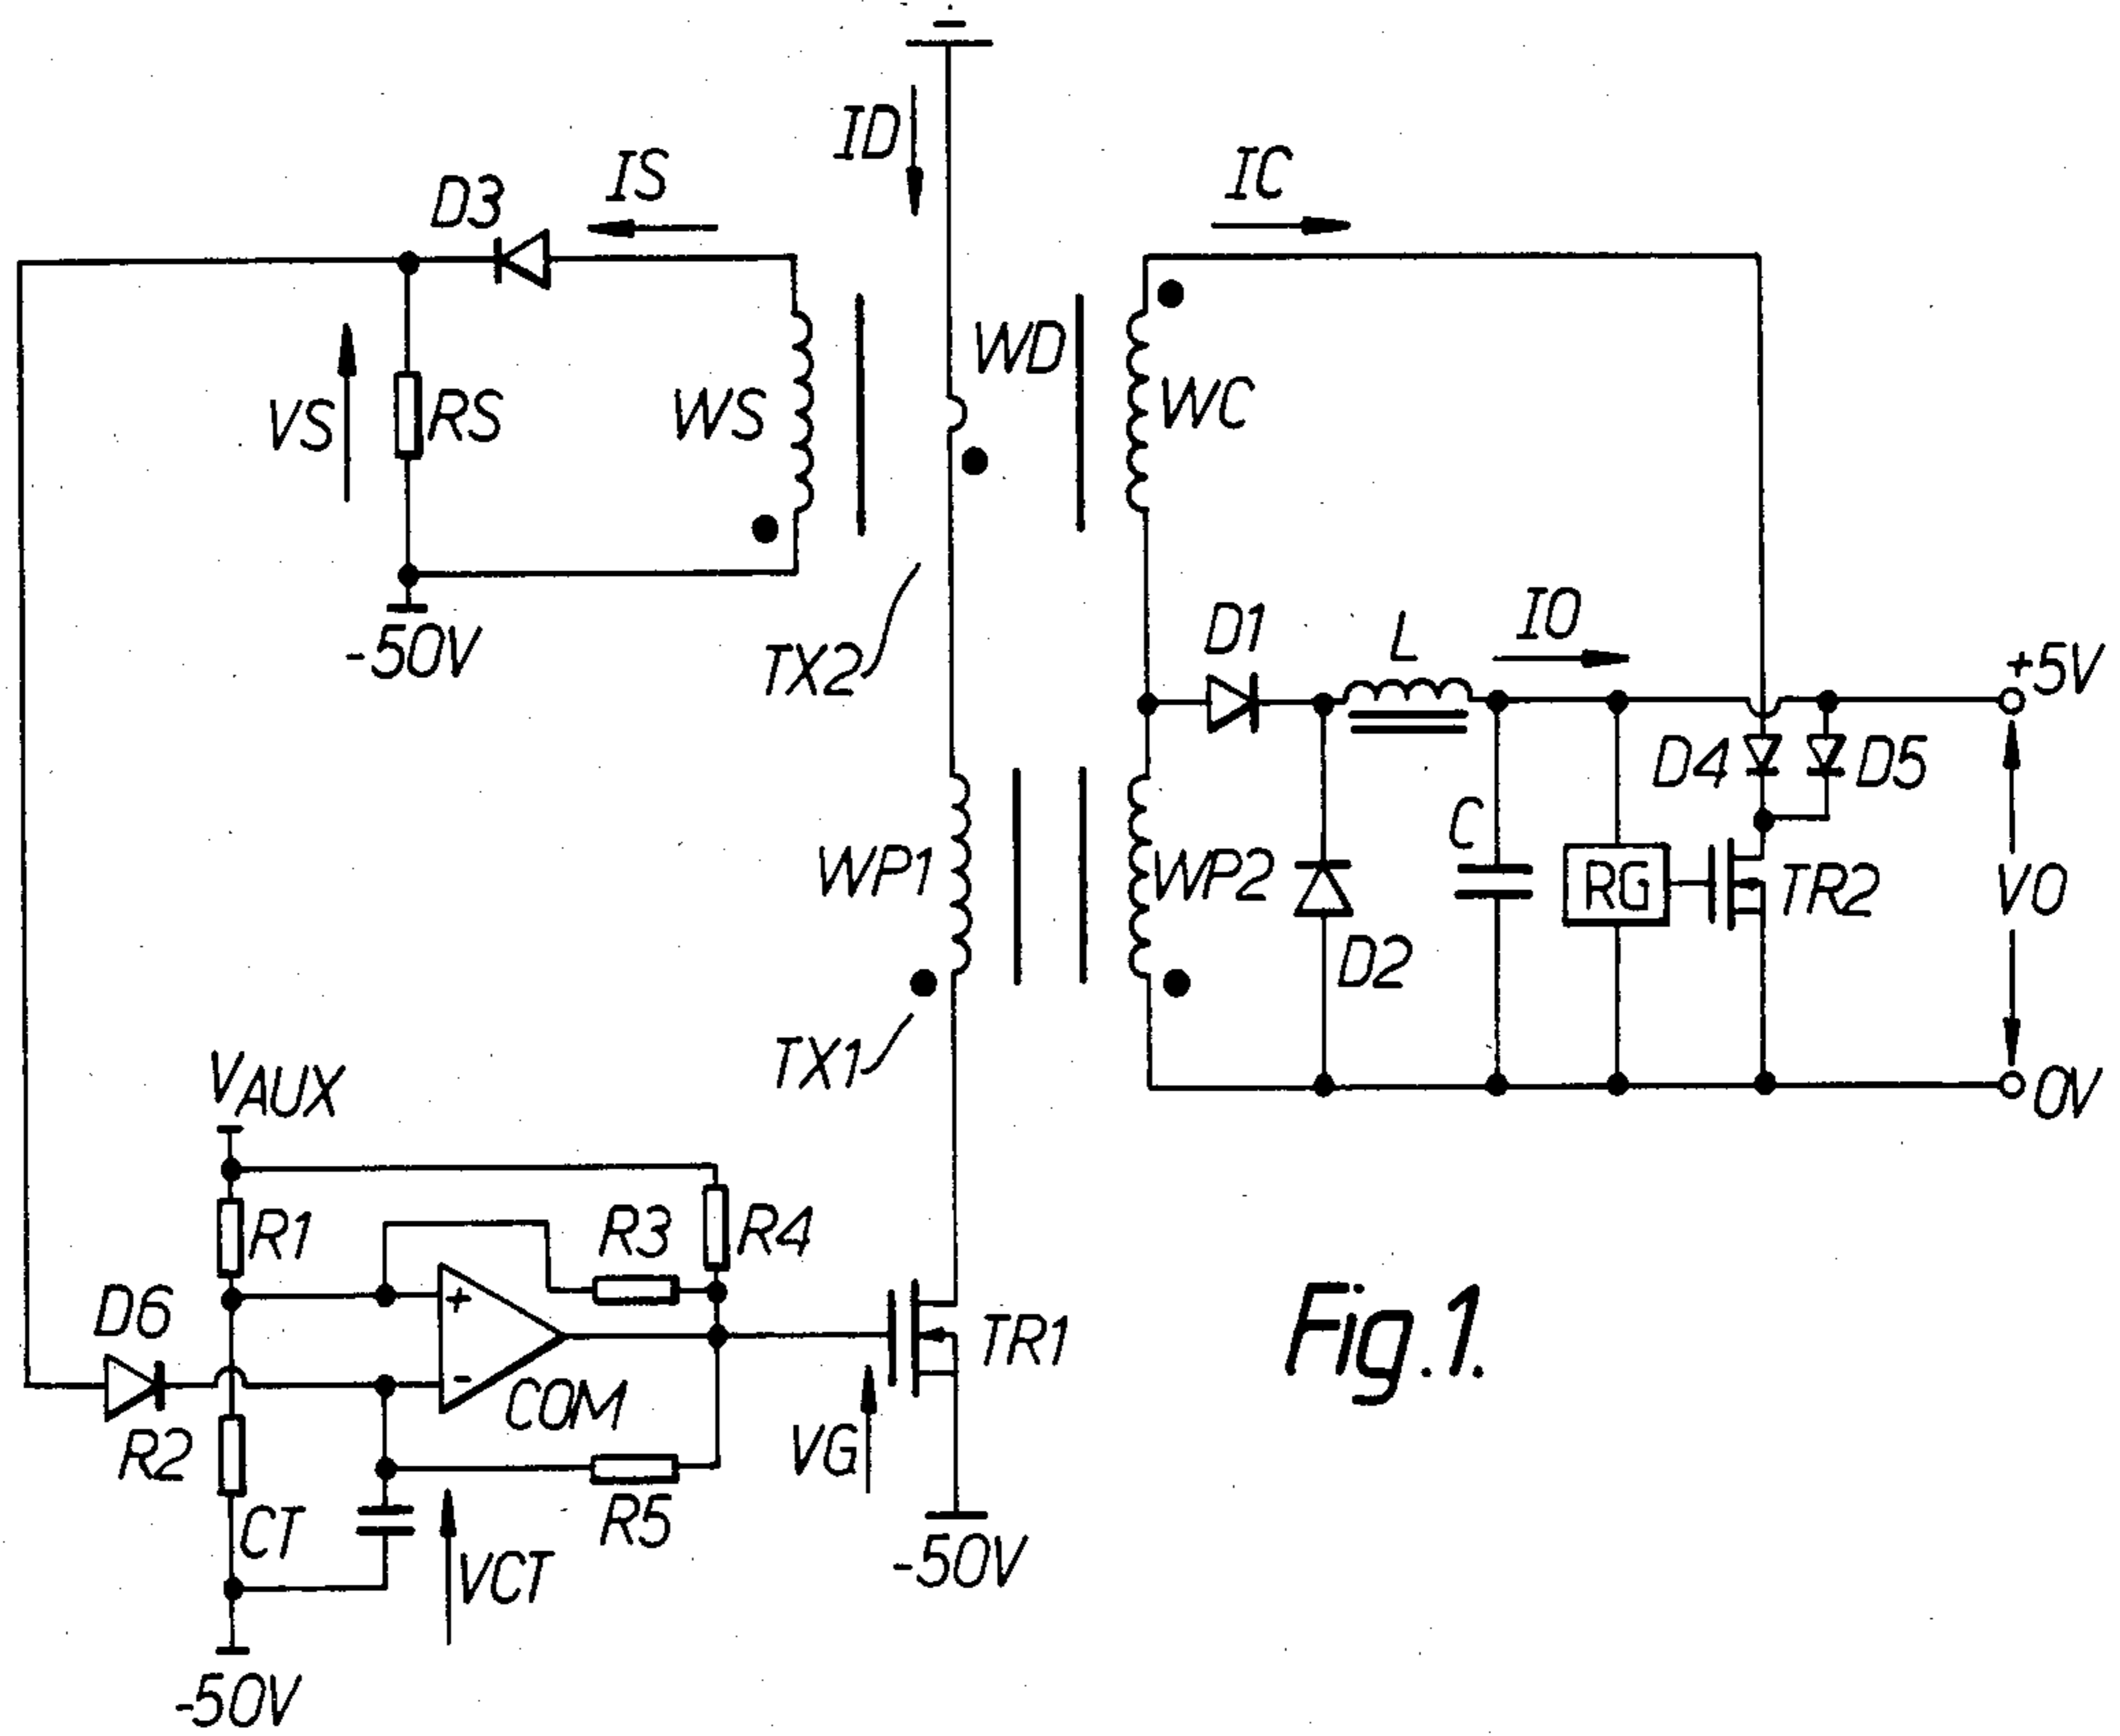 ID
IS
IC
D3
WD
VS
RS
WS
WC
-50V
TX2
D1
L
IO
+5V
D4
D5
C
WP1
WP2
RG
TR2
VO
D2
TX1
0V
VAUX
R1
R3
R4
D6
+
TR1
-
COM
R2
VG
CT
R5
VCT
-50V
-50V
Fig.1.